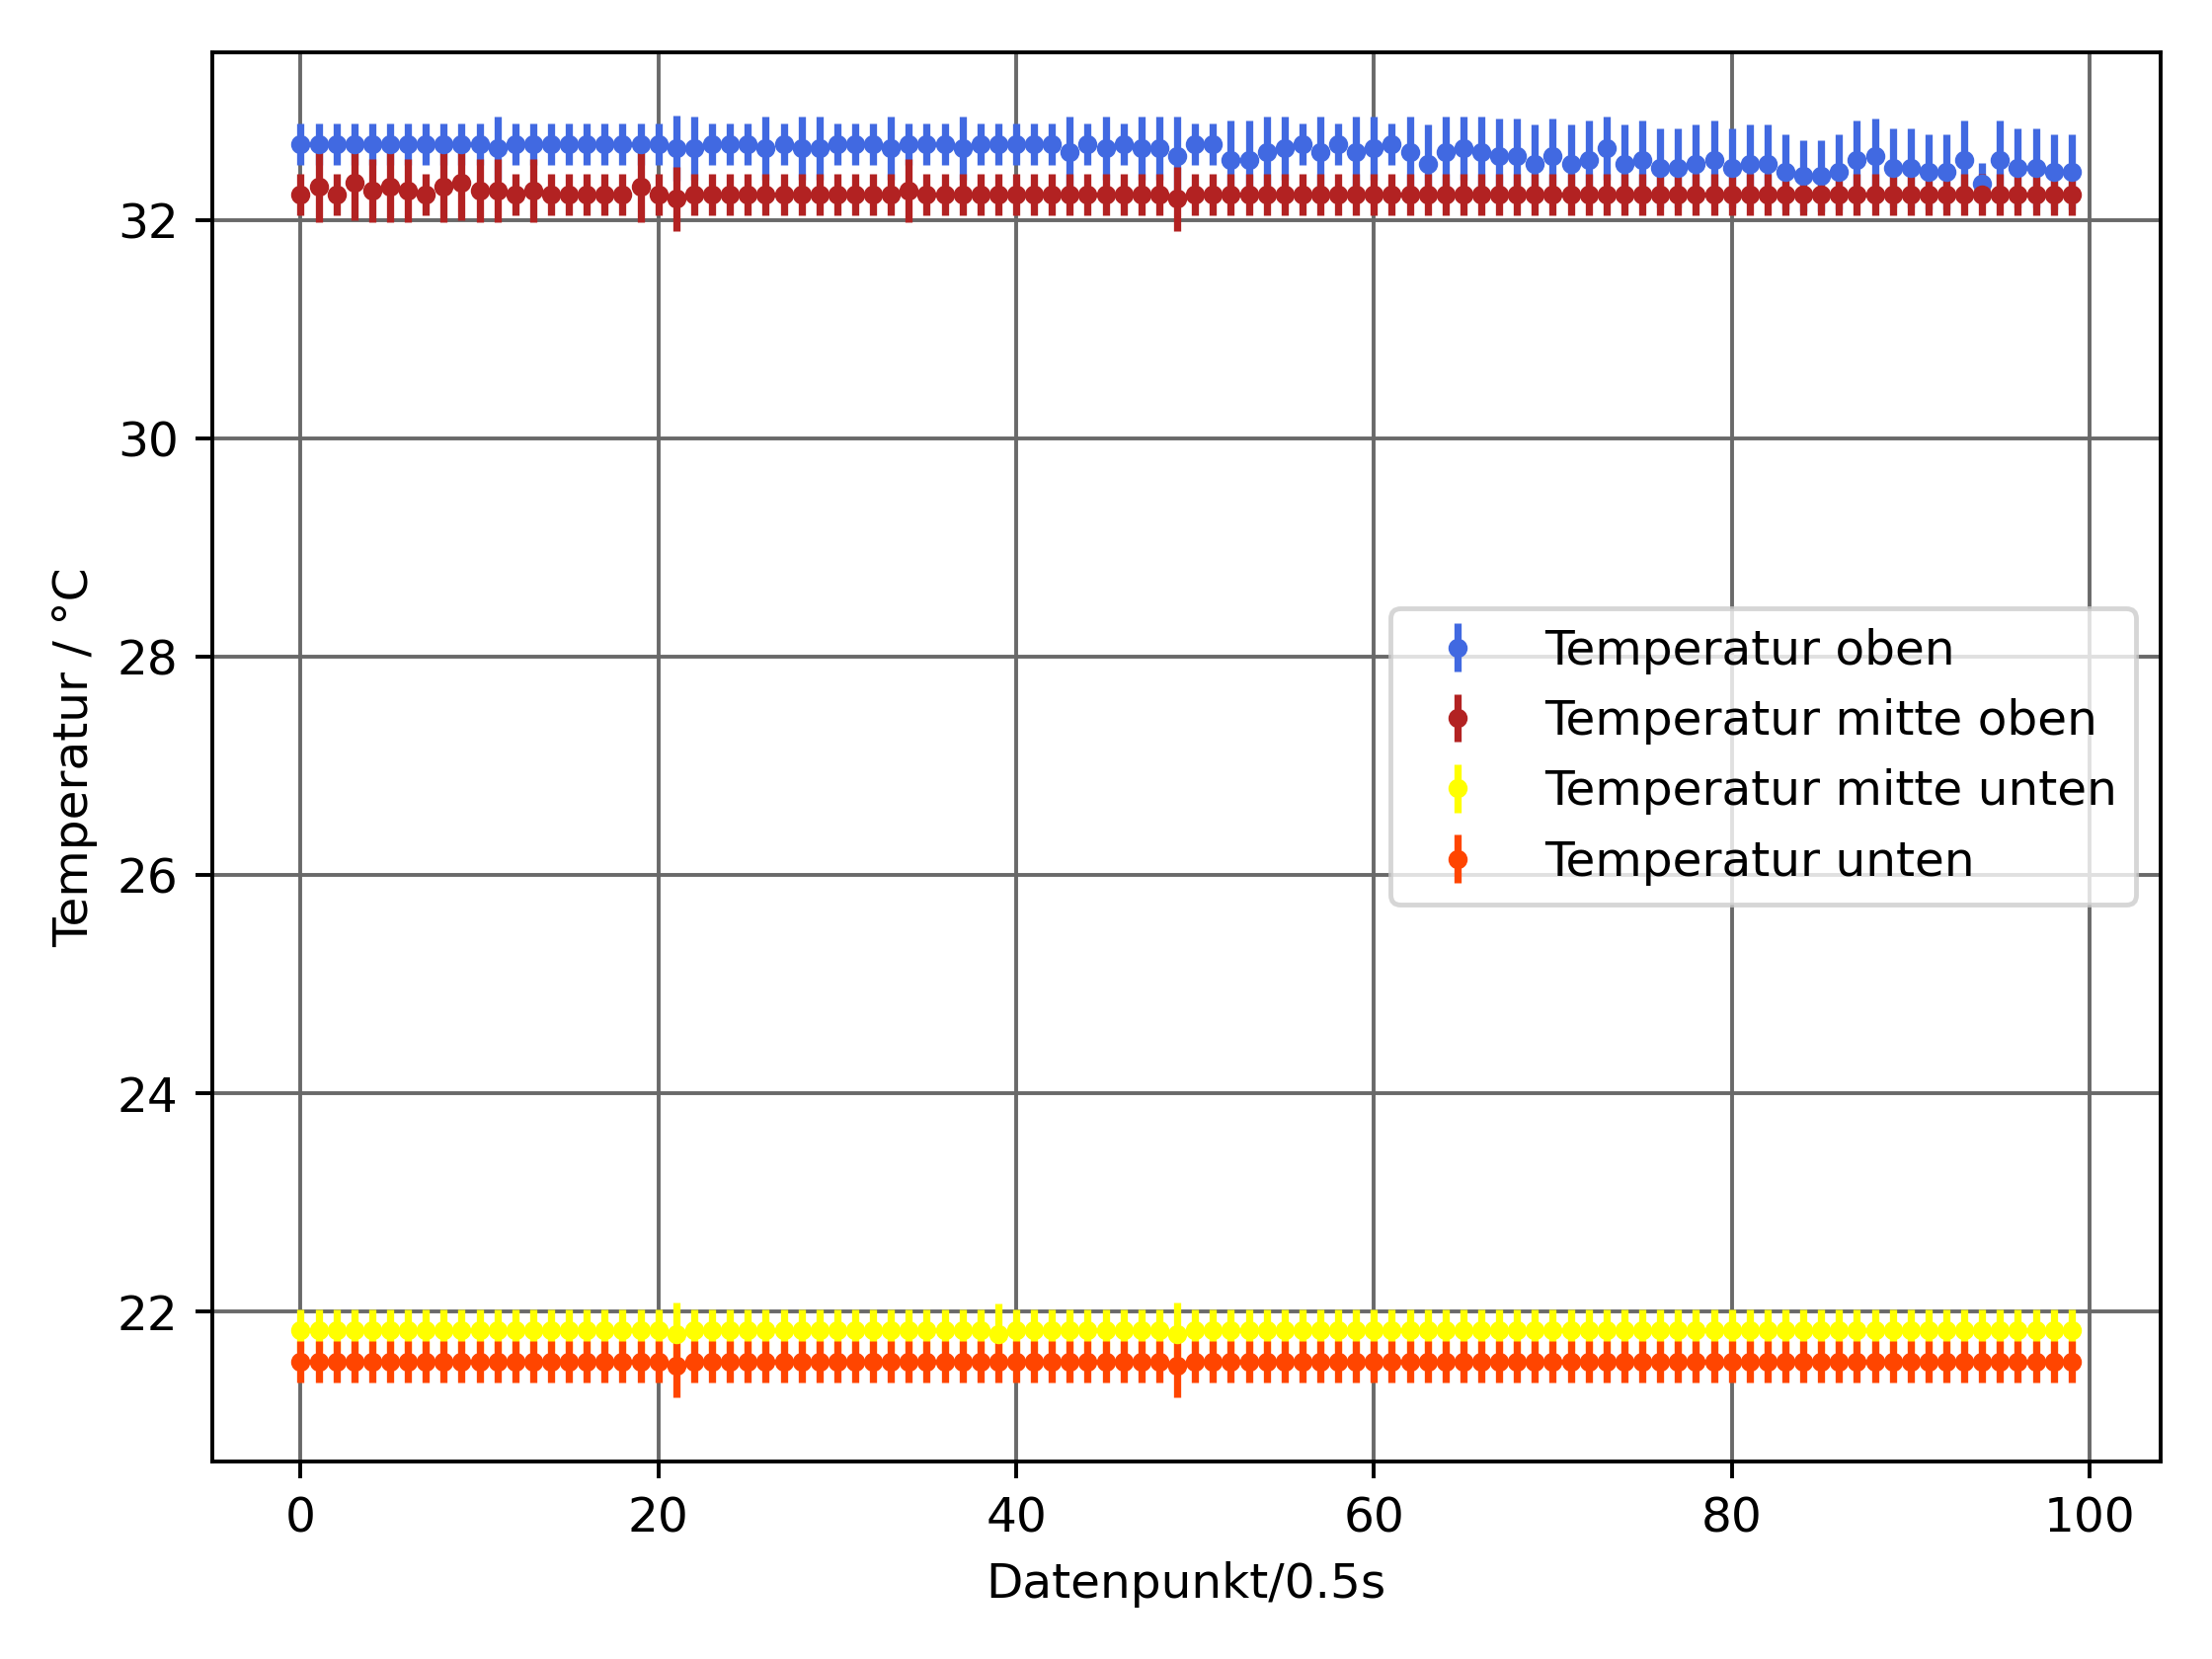 32
30
28
26
24
22
Temperatur / °C
Temperatur oben
Temperatur mitte oben
Temperatur mitte unten
Temperatur unten
0 20 40 60 80 100
Datenpunkt/0.5s